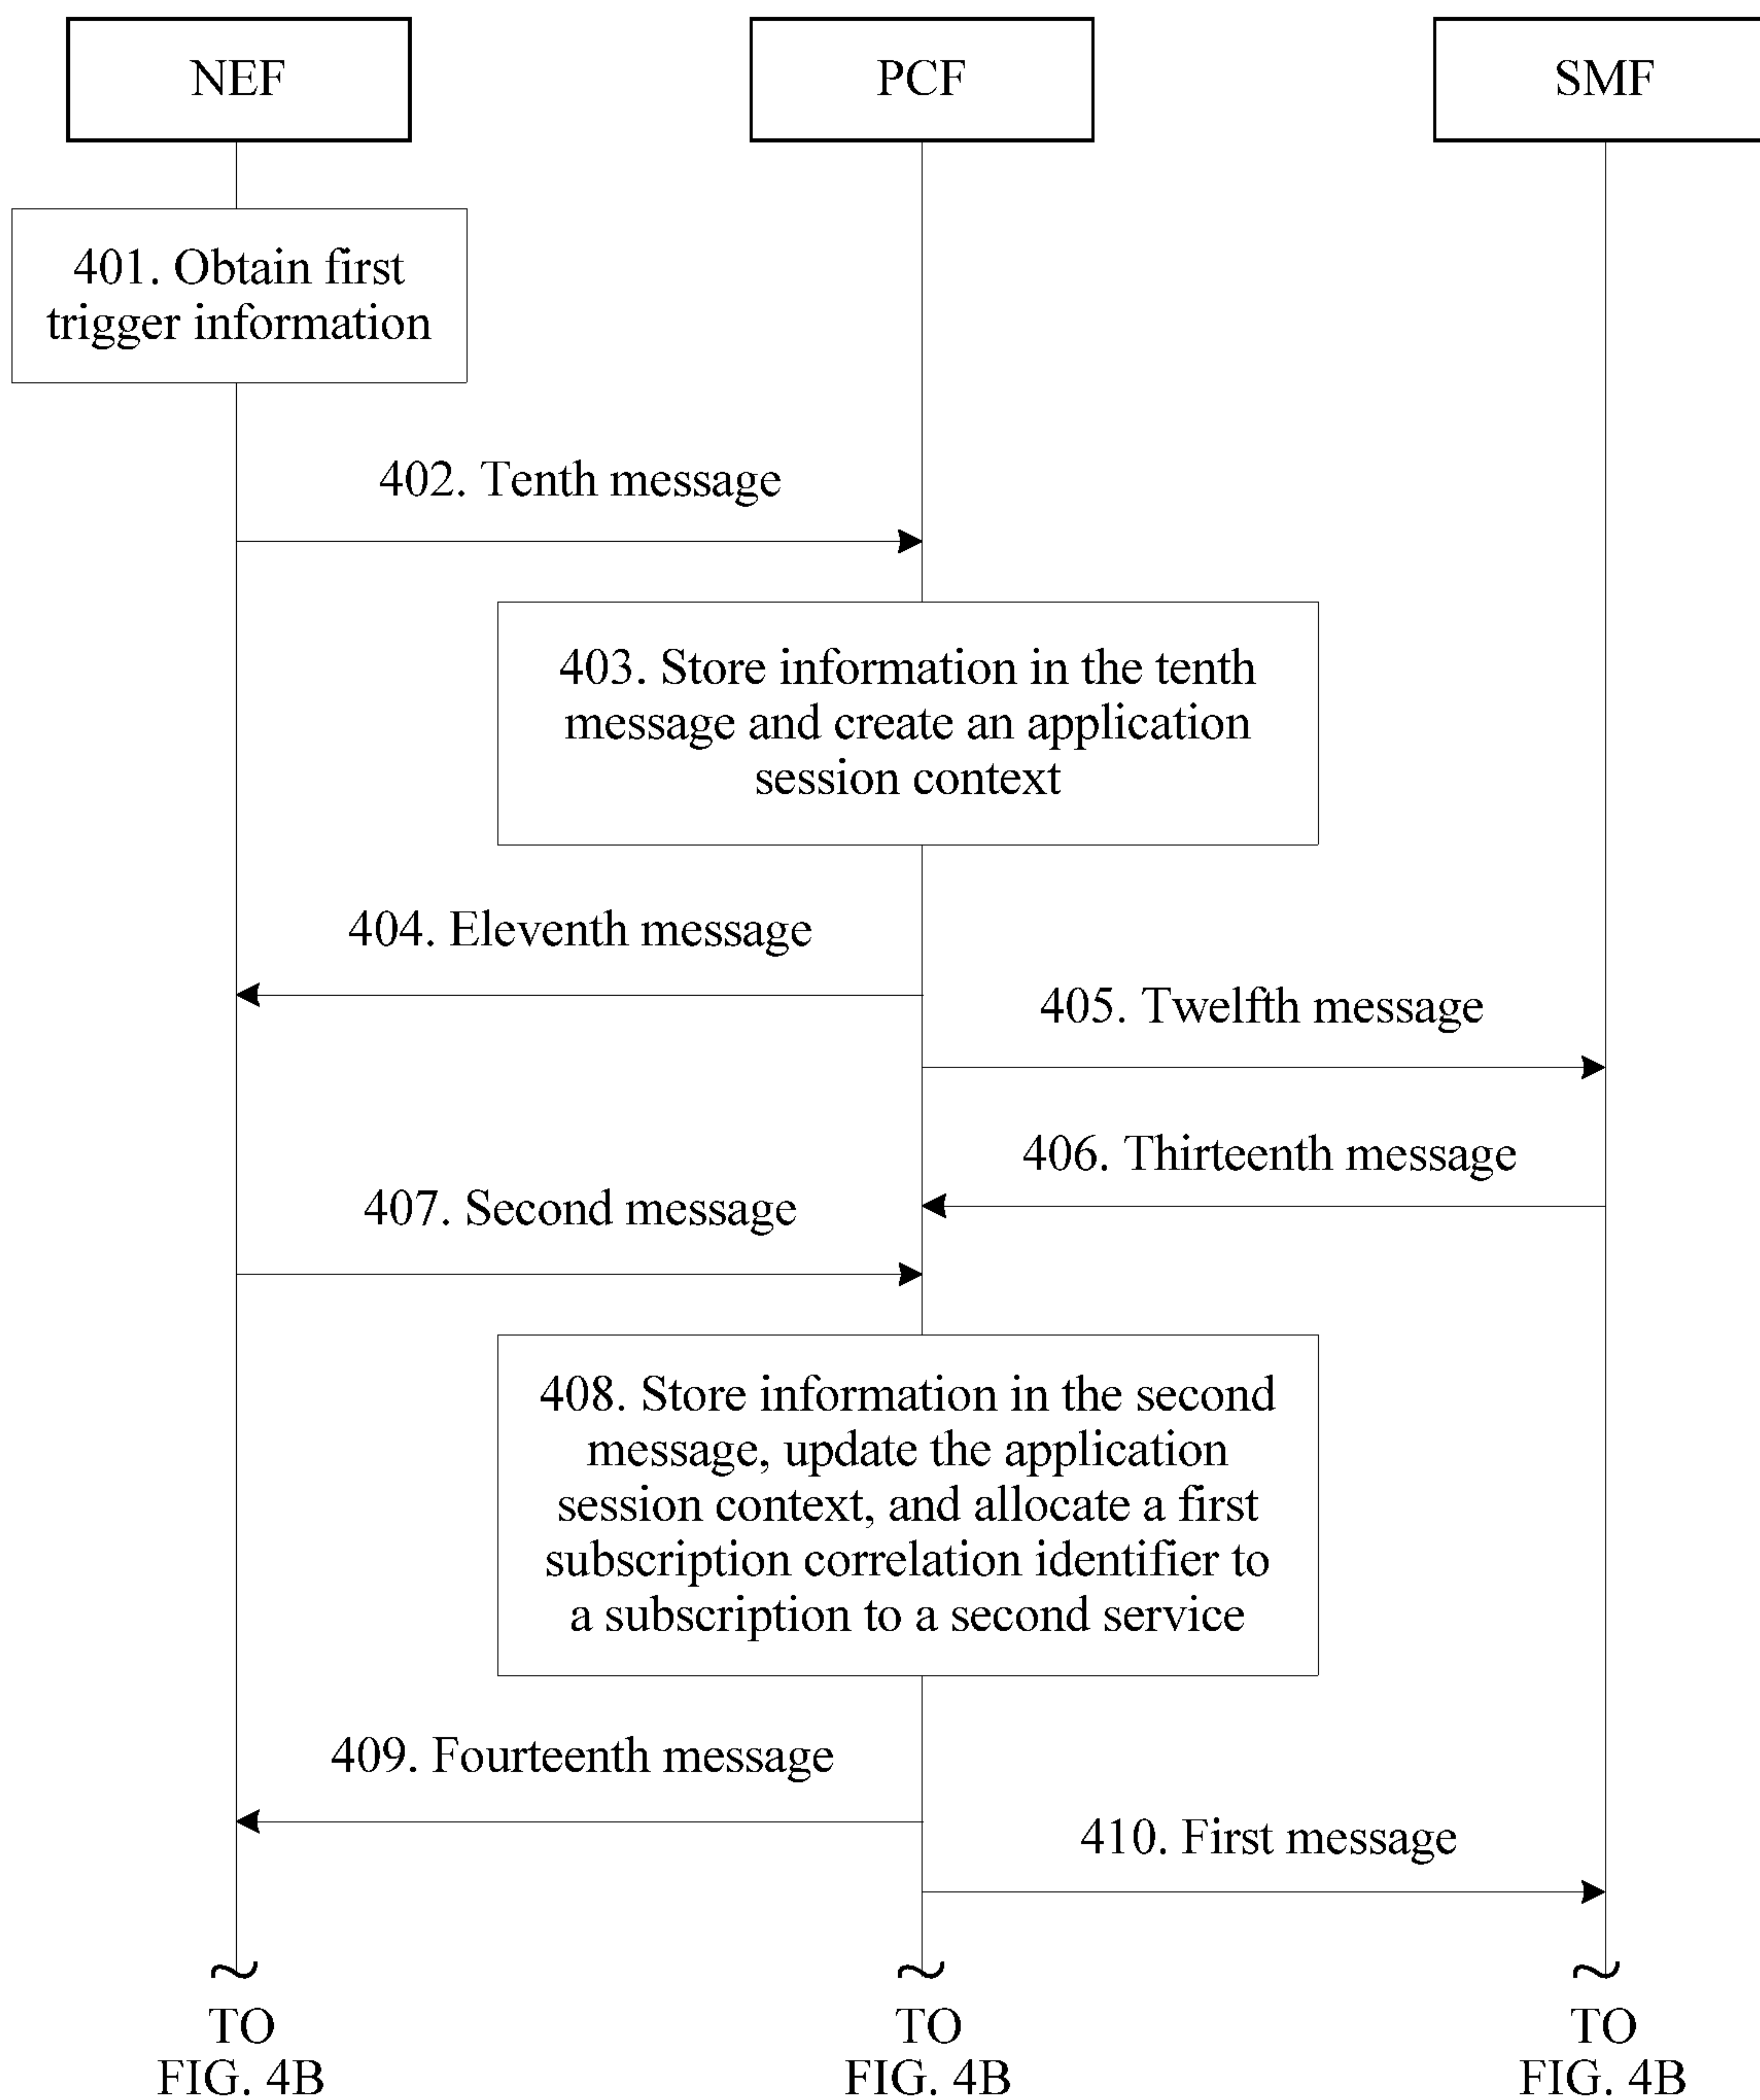 NEF
PCF
SMF
401. Obtain first
trigger information
402. Tenth message
403. Store information in the tenth
message and create an application
session context
404. Eleventh message
405. Twelfth message
406. Thirteenth message
407. Second message
408. Store information in the second
message, update the application
session context, and allocate a first
subscription correlation identifier to
a subscription to a second service
409. Fourteenth message
410. First message
TO
FIG. 4B
TO
FIG. 4B
TO
FIG. 4B